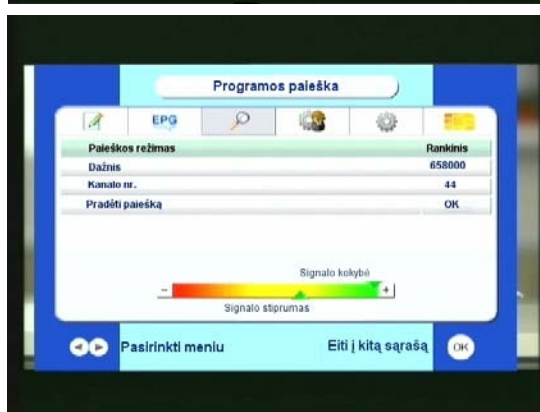 Programos paieška
EPG
Paieškos režimas Rankinis
Dažnis 658000
Kanalo nr. 44
Pradėti paiešką OK
Signalo kokybė
- +
Signalo stiprumas
Pasirinkti meniu Eiti į kitą sąrašą OK